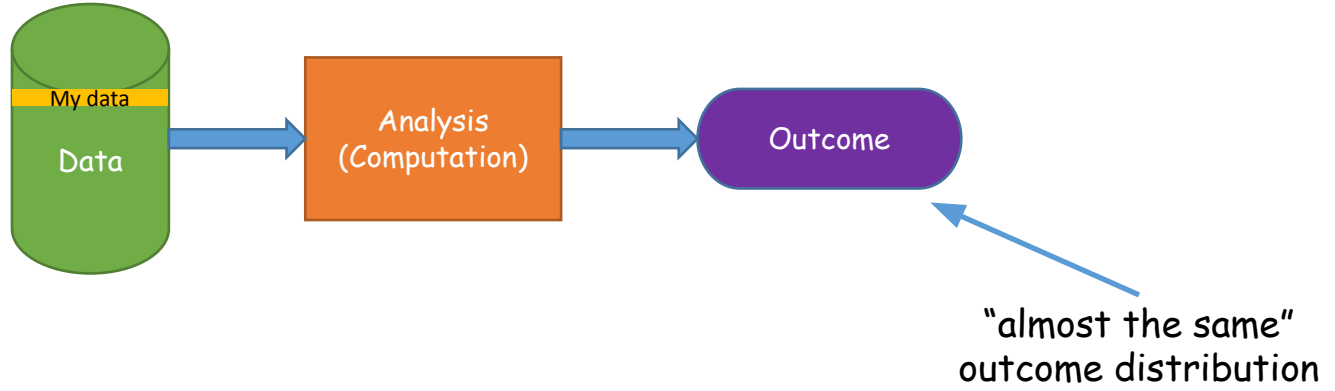 My data
Data
Analysis
(Computation)
Outcome
“almost the same”
outcome distribution